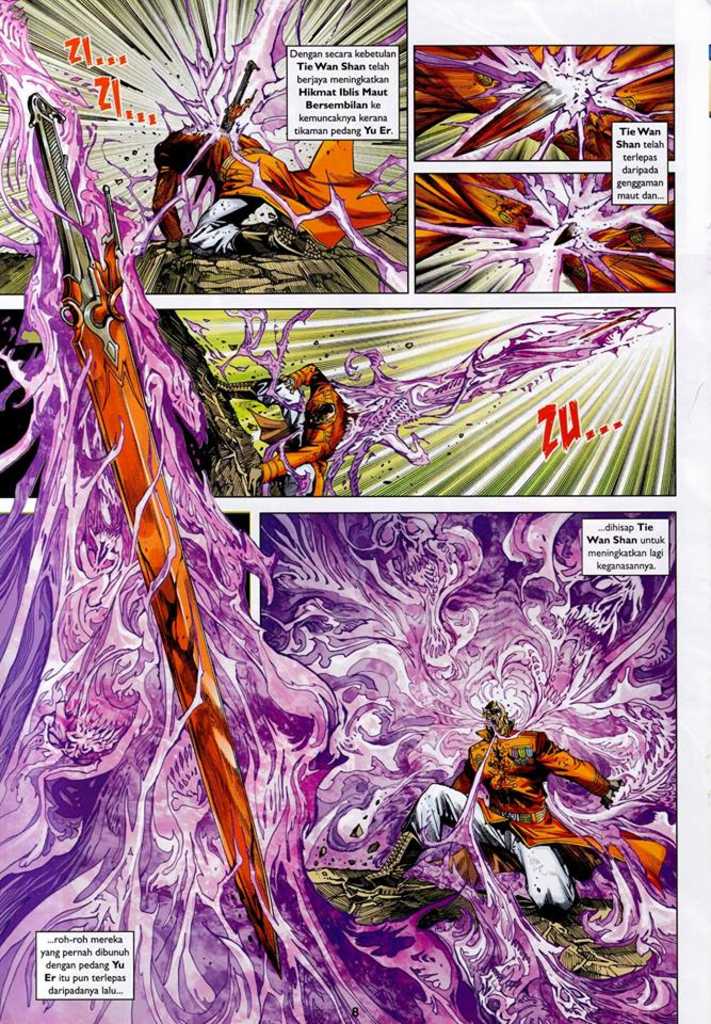 ZI...
ZI...
Dengan secara kebetulan
Tie Wan Shan telah
berjaya meningkatkan
Hikmat Iblis Maut
Bersembilan ke
kemuncaknya kerana
tikaman pedang Yu Er.
Tie Wan
Shan telah
terlepas
daripada
genggaman
maut dan...
ZU...
...roh-roh mereka
yang pernah dibunuh
dengan pedang Yu
Er itu pun terlepas
daripadanya lalu...
...dihisap Tie
Wan Shan untuk
meningkatkan lagi
keganasannya.
8